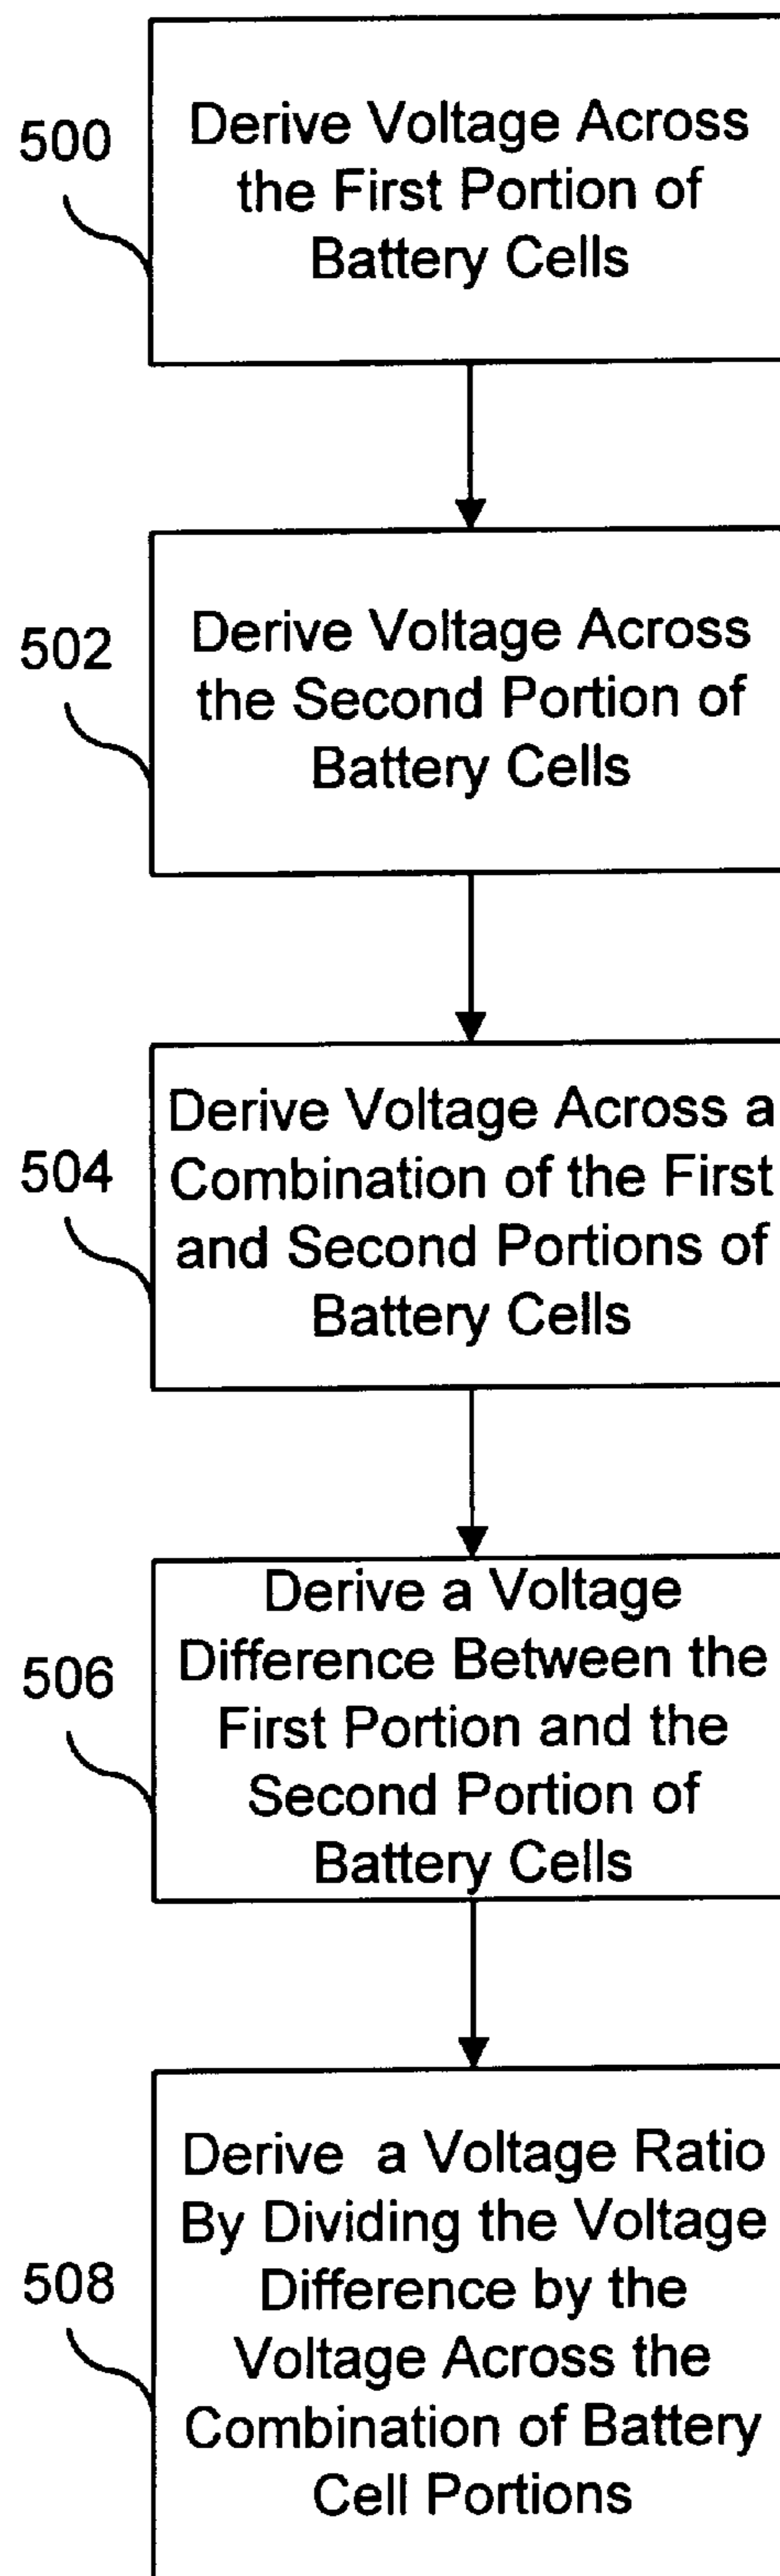 500
Derive Voltage Across
the First Portion of
Battery Cells
502
Derive Voltage Across
the Second Portion of
Battery Cells
504
Derive Voltage Across a
Combination of the First
and Second Portions of
Battery Cells
506
Derive a Voltage
Difference Between the
First Portion and the
Second Portion of
Battery Cells
508
Derive a Voltage Ratio
By Dividing the Voltage
Difference by the
Voltage Across the
Combination of Battery
Cell Portions